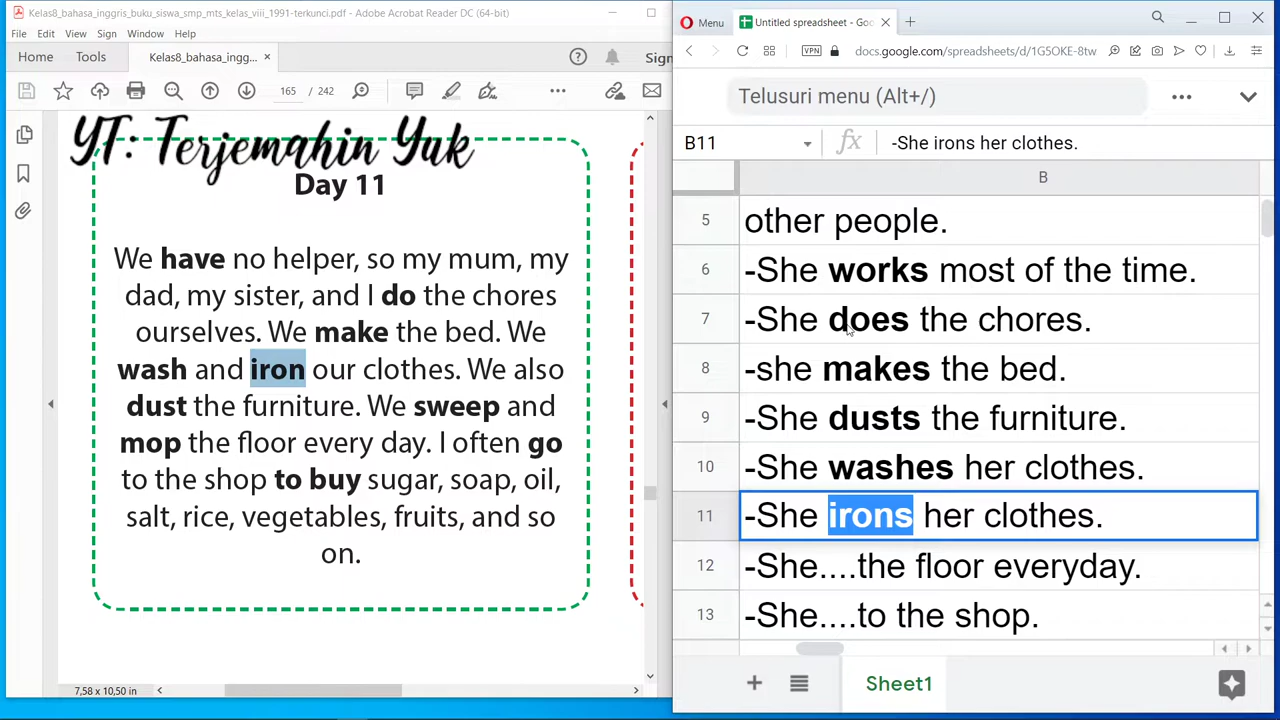 Kelas8_bahasa_inggris_buku_siswa_smp_mts_kelas_viii_1991-terkunci.pdf - Adobe Acrobat Reader DC (64-bit)
File Edit View Sign Window Help
Home Tools Kelas8_bahasa_ingg... × Sign
165 / 242
YT: Terjemahin Yuk
Day 11
We have no helper, so my mum, my
dad, my sister, and I do the chores
ourselves. We make the bed. We
wash and iron our clothes. We also
dust the furniture. We sweep and
mop the floor every day. I often go
to the shop to buy sugar, soap, oil,
salt, rice, vegetables, fruits, and so
on.
7,58 x 10,50 in
Menu Untitled spreadsheet - Goo
VPN docs.google.com/spreadsheets/d/1G5OKE-8tw
Telusuri menu (Alt+/)
B11 fx -She irons her clothes.
B
5 other people.
6 -She works most of the time.
7 -She does the chores.
8 -she makes the bed.
9 -She dusts the furniture.
10 -She washes her clothes.
11 -She irons her clothes.
12 -She....the floor everyday.
13 -She....to the shop.
Sheet1